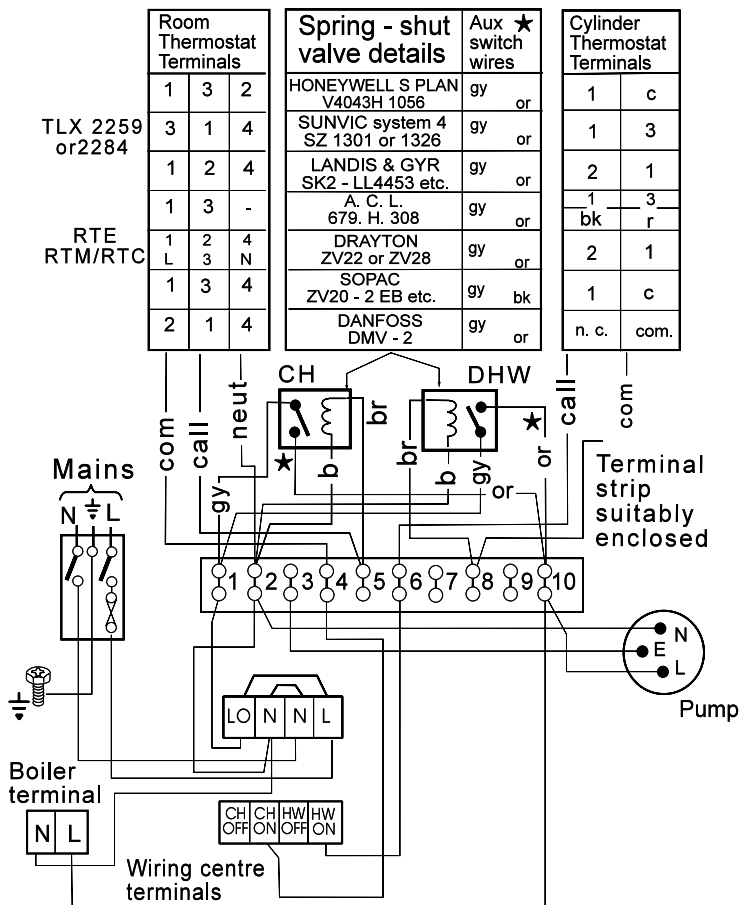 Room
Thermostat
Terminals
Spring - shut
valve details
Aux ★
switch
wires
Cylinder
Thermostat
Terminals
1 3 2
HONEYWELL S PLAN
V4043H 1056
gy
or
1 c
TLX 2259
or2284
3 1 4
SUNVIC system 4
SZ 1301 or 1326
gy
or
1 3
1 2 4
LANDIS & GYR
SK2 - LL4453 etc.
gy
or
2 1
1 3 -
A. C. L.
679. H. 308
gy
or
1 3
bk r
RTE
RTM/RTC
1 2 4
L 3 N
DRAYTON
ZV22 or ZV28
gy
or
2 1
1 3 4
SOPAC
ZV20 - 2 EB etc.
gy
bk
1 c
2 1 4
DANFOSS
DMV - 2
gy
or
n. c. com.
CH
DHW
com
call
neut
gy
★
b
br
br
b
gy
★
or
or
call
com
Mains
N L
Terminal
strip
suitably
enclosed
1 2 3 4 5 6 7 8 9 10
N
E
L
Pump
LO N N L
Boiler
terminal
N L
CH OFF CH ON HW OFF HW ON
Wiring centre
terminals